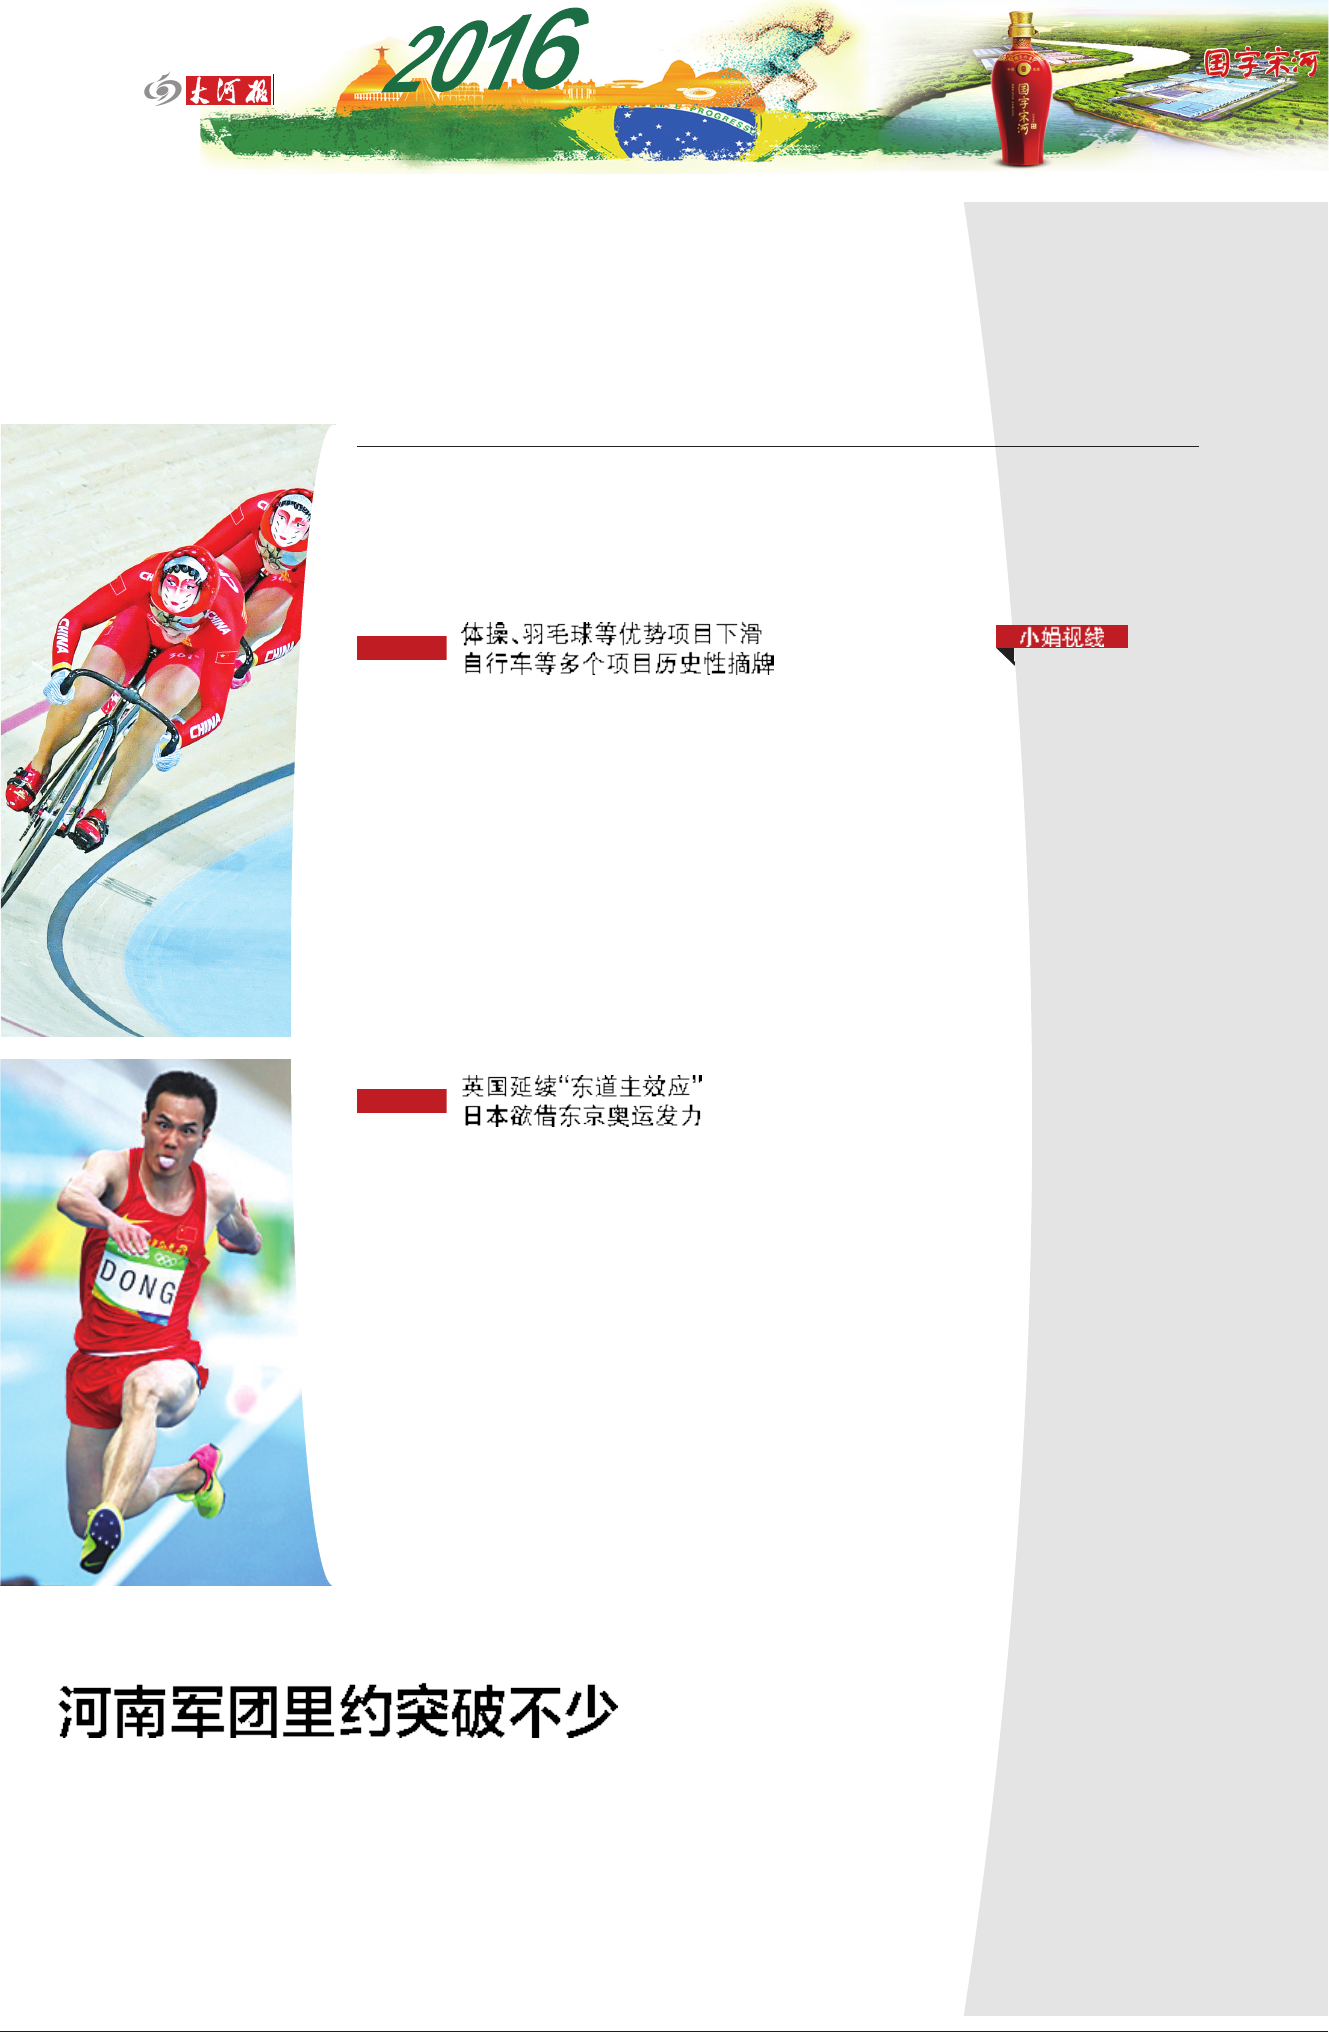 2016
大河报
PROGRESS
国字宋河
国字宋河
CHINA
CHINA
CHINA
CHINA
体操、羽毛球等优势项目下滑
自行车等多个项目历史性摘牌
小娟视线
英国延续“东道主效应”
日本欲借东京奥运发力
DONG
河南军团里约突破不少